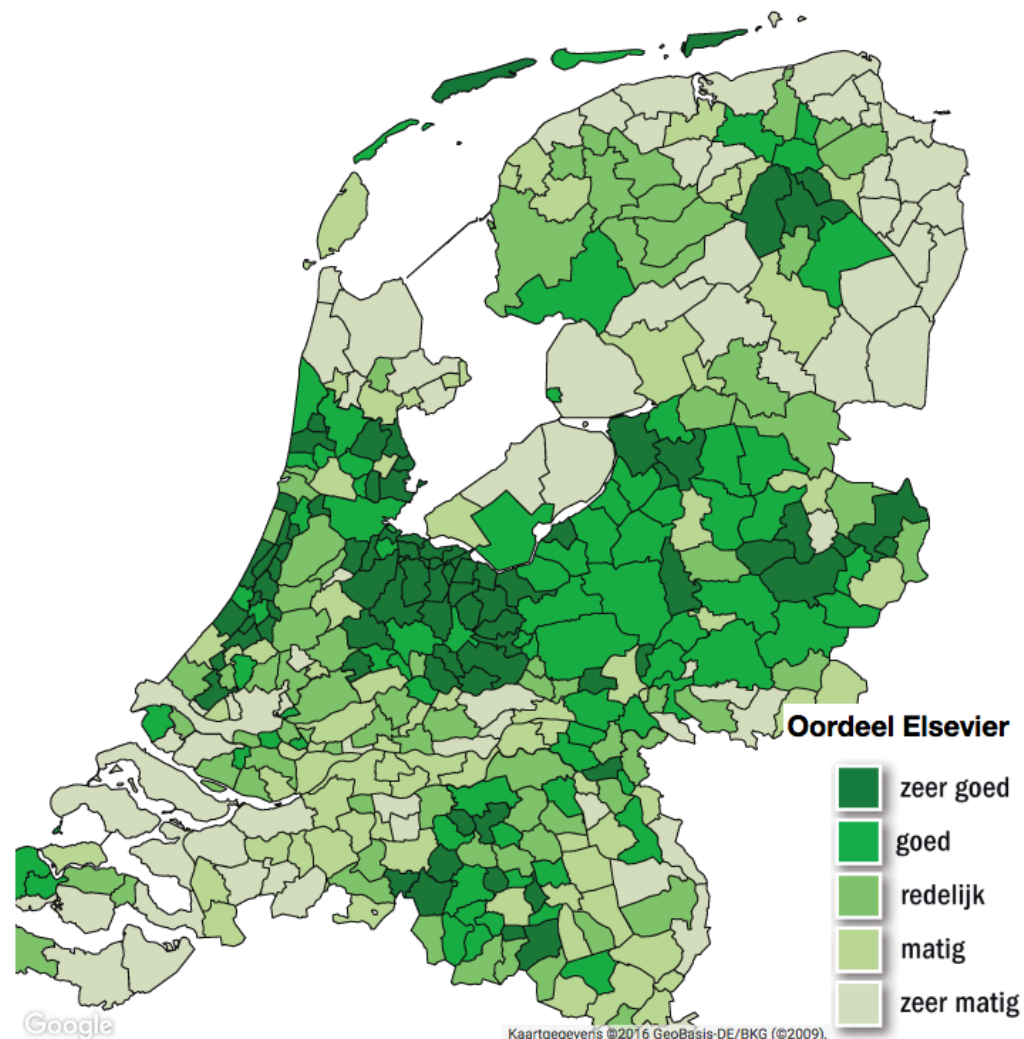 Oordeel Elsevier
zeer goed
goed
redelijk
matig
zeer matig
Google
Kaartgegevens ©2016 GeoBasis-DE/BKG (©2009),